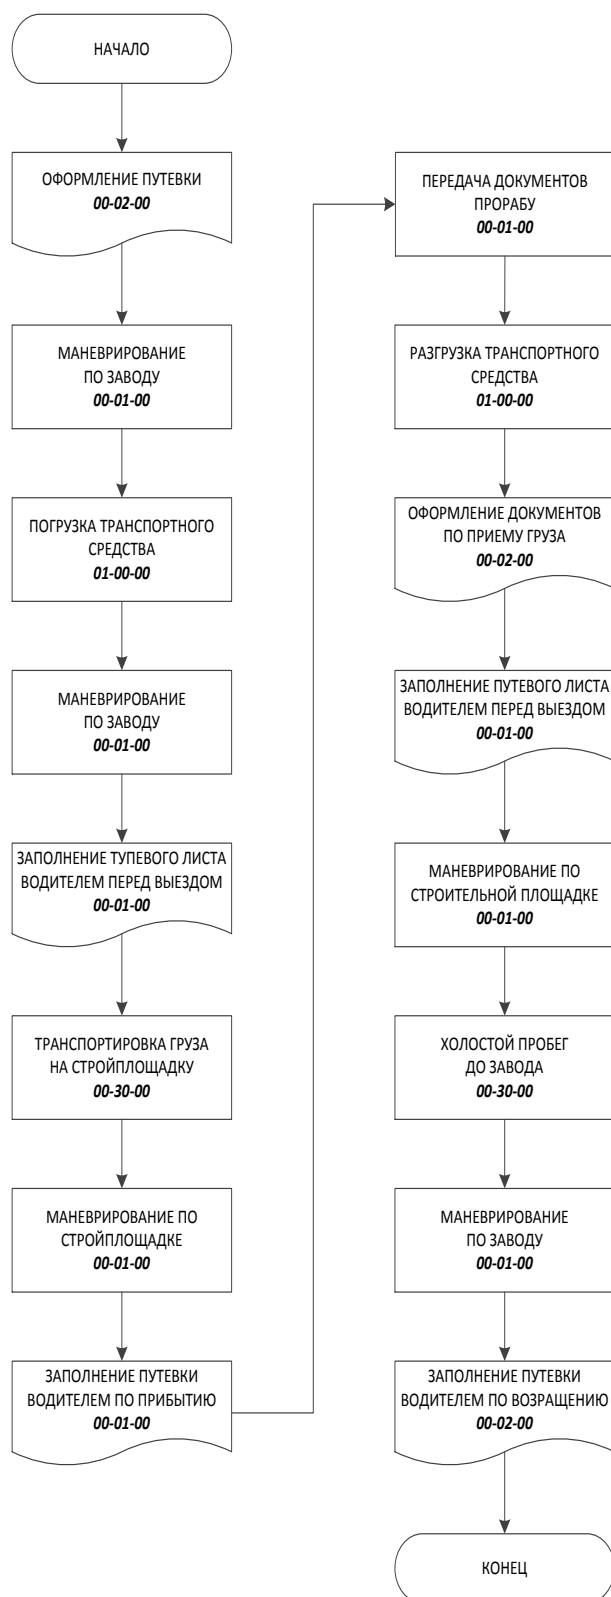 НАЧАЛО
ОФОРМЛЕНИЕ ПУТЕВКИ
00-02-00
МАНЕВРИРОВАНИЕ
ПО ЗАВОДУ
00-01-00
ПОГРУЗКА ТРАНСПОРТНОГО
СРЕДСТВА
01-00-00
МАНЕВРИРОВАНИЕ
ПО ЗАВОДУ
00-01-00
ЗАПОЛНЕНИЕ ТУПЕВОГО ЛИСТА
ВОДИТЕЛЕМ ПЕРЕД ВЫЕЗДОМ
00-01-00
ТРАНСПОРТИРОВКА ГРУЗА
НА СТРОЙПЛОЩАДКУ
00-30-00
МАНЕВРИРОВАНИЕ ПО
СТРОЙПЛОЩАДКЕ
00-01-00
ЗАПОЛНЕНИЕ ПУТЕВКИ
ВОДИТЕЛЕМ ПО ПРИБЫТИЮ
00-01-00
ПЕРЕДАЧА ДОКУМЕНТОВ
ПРОРАБУ
00-01-00
РАЗГРУЗКА ТРАНСПОРТНОГО
СРЕДСТВА
01-00-00
ОФОРМЛЕНИЕ ДОКУМЕНТОВ
ПО ПРИЕМУ ГРУЗА
00-02-00
ЗАПОЛНЕНИЕ ПУТЕВОГО ЛИСТА
ВОДИТЕЛЕМ ПЕРЕД ВЫЕЗДОМ
00-01-00
МАНЕВРИРОВАНИЕ ПО
СТРОИТЕЛЬНОЙ ПЛОЩАДКЕ
00-01-00
ХОЛОСТОЙ ПРОБЕГ
ДО ЗАВОДА
00-30-00
МАНЕВРИРОВАНИЕ
ПО ЗАВОДУ
00-01-00
ЗАПОЛНЕНИЕ ПУТЕВКИ
ВОДИТЕЛЕМ ПО ВОЗРАЩЕНИЮ
00-02-00
КОНЕЦ